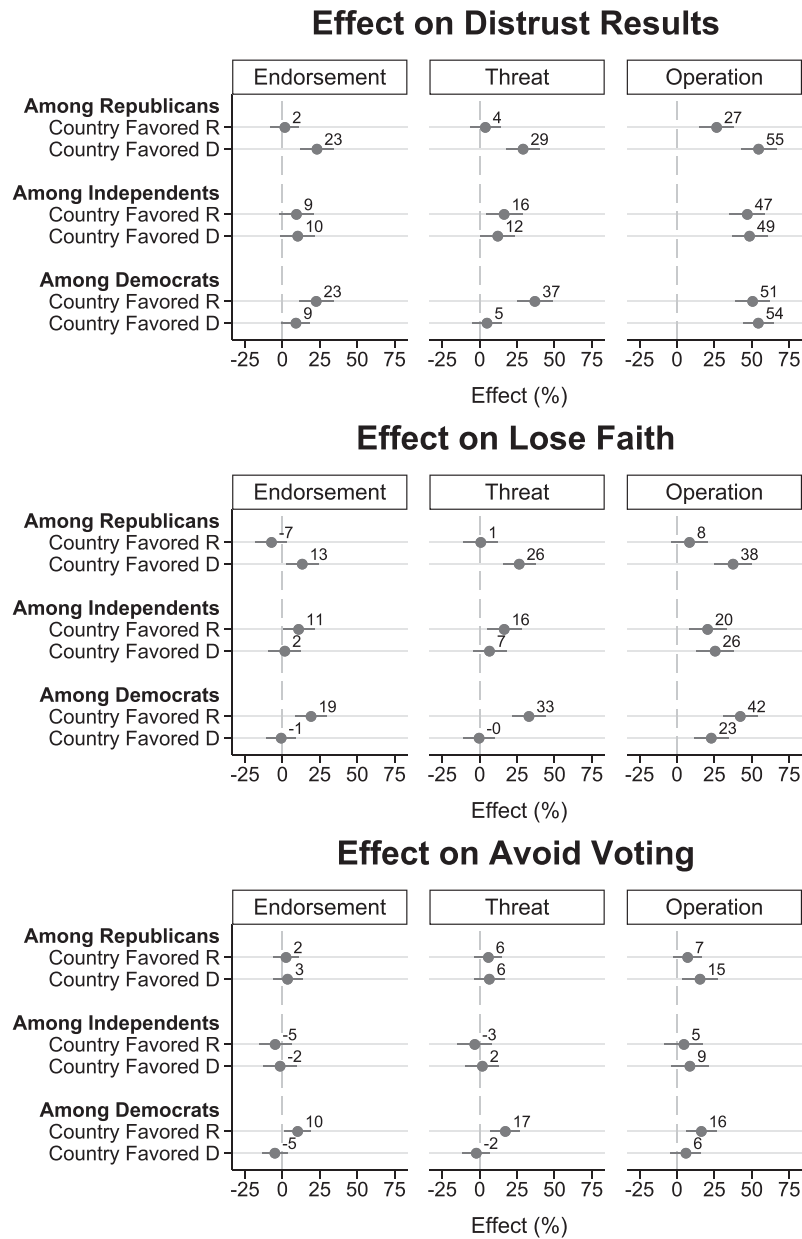 Effect on Distrust Results
Endorsement Threat Operation
Among Republicans
Country Favored R 2 4 27
Country Favored D 23 29 55
Among Independents
Country Favored R 9 16 47
Country Favored D 10 12 49
Among Democrats
Country Favored R 23 37 51
Country Favored D 9 5 54
-25 0 25 50 75 -25 0 25 50 75 -25 0 25 50 75
Effect (%)
Effect on Lose Faith
Endorsement Threat Operation
Among Republicans
Country Favored R -7 1 8
Country Favored D 13 26 38
Among Independents
Country Favored R 11 16 20
Country Favored D 2 7 26
Among Democrats
Country Favored R 19 33 42
Country Favored D -1 -0 23
-25 0 25 50 75 -25 0 25 50 75 -25 0 25 50 75
Effect (%)
Effect on Avoid Voting
Endorsement Threat Operation
Among Republicans
Country Favored R 2 6 7
Country Favored D 3 6 15
Among Independents
Country Favored R -5 -3 5
Country Favored D -2 2 9
Among Democrats
Country Favored R 10 17 16
Country Favored D -5 -2 6
-25 0 25 50 75 -25 0 25 50 75 -25 0 25 50 75
Effect (%)